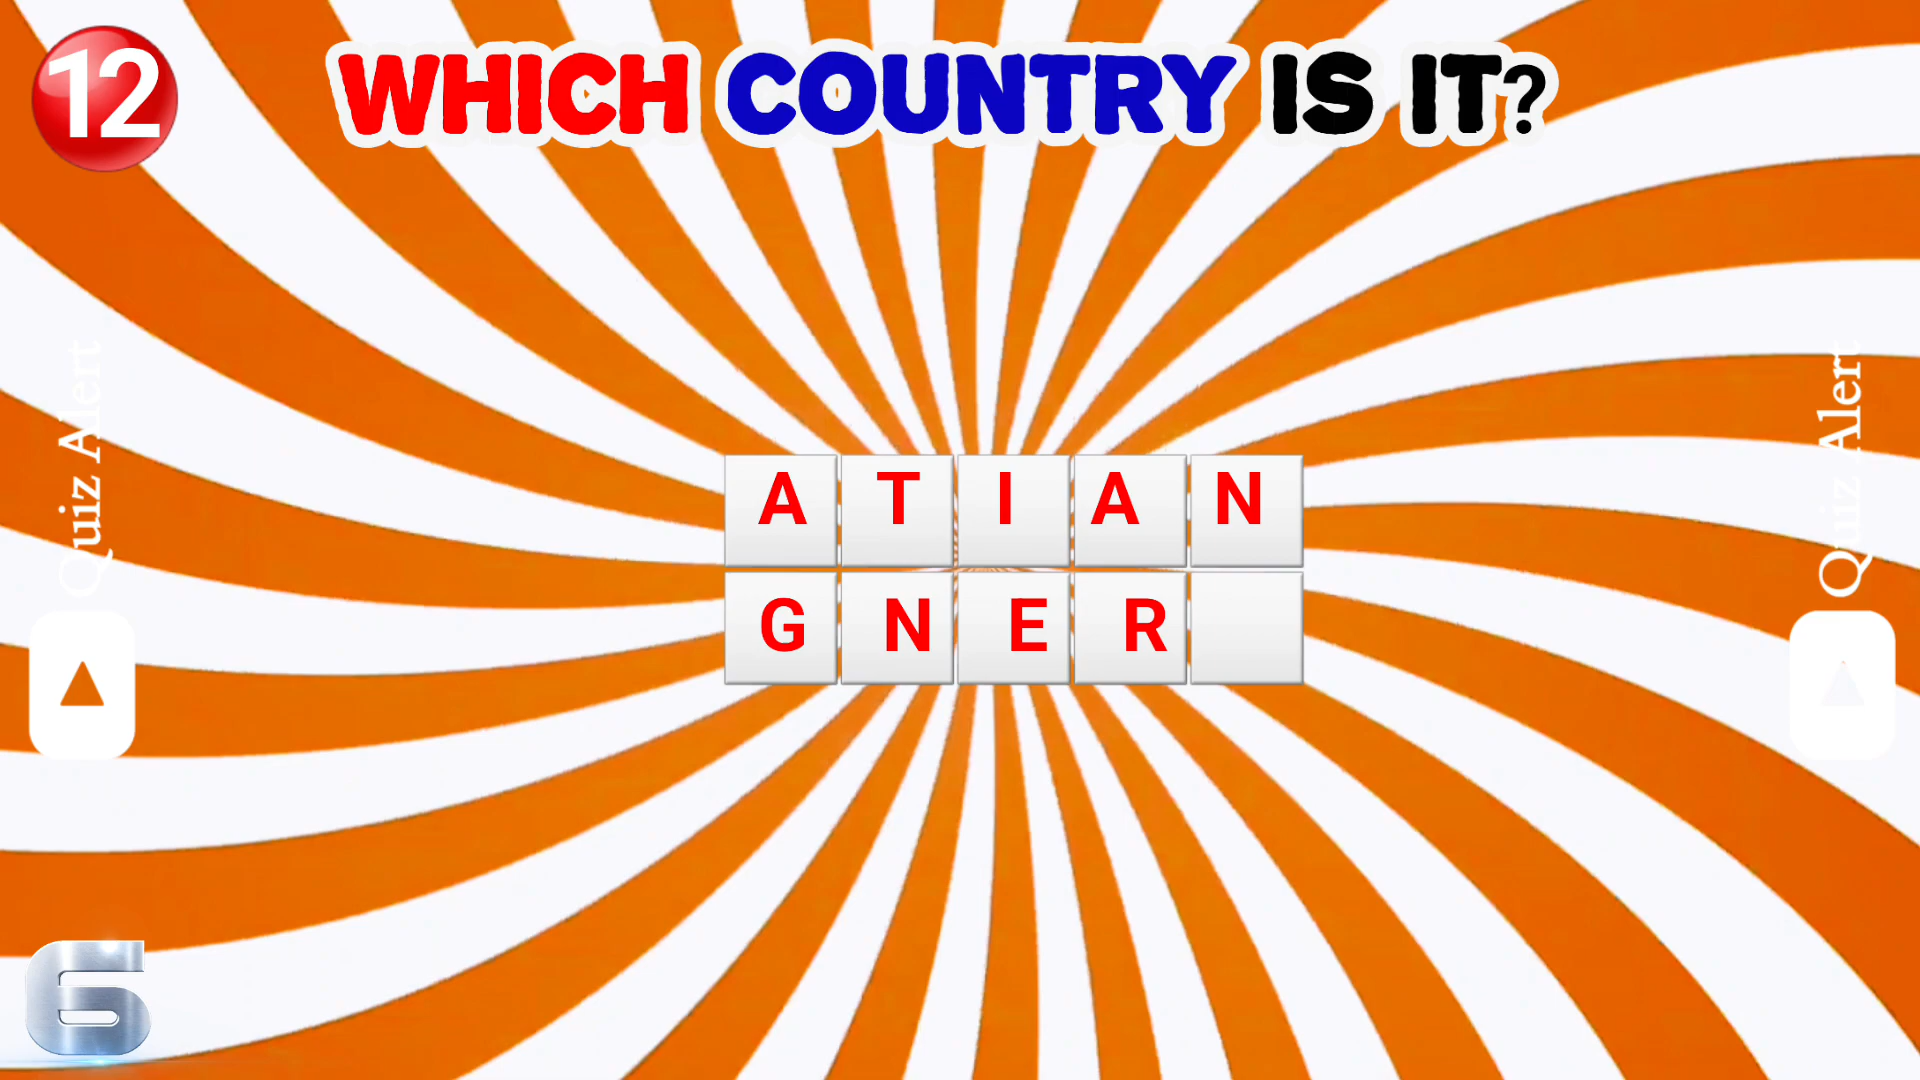 12
WHICH COUNTRY IS IT?
Quiz Alert
Quiz Alert
A T I A N
G N E R
6